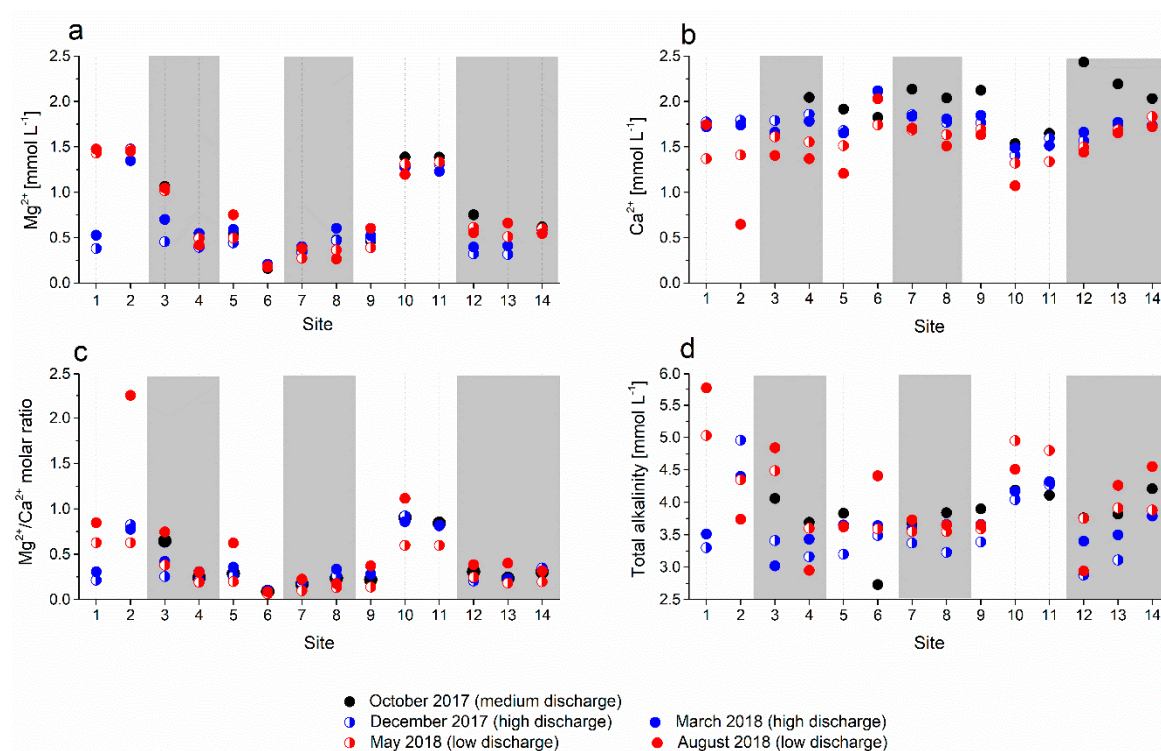 a
2.5
2.0
1.5
1.0
0.5
0.0
Mg²⁺ [mmol L⁻¹]
1 2 3 4 5 6 7 8 9 10 11 12 13 14
Site
b
2.5
2.0
1.5
1.0
0.5
0.0
Ca²⁺ [mmol L⁻¹]
1 2 3 4 5 6 7 8 9 10 11 12 13 14
Site
c
2.5
2.0
1.5
1.0
0.5
0.0
Mg²⁺/Ca²⁺ molar ratio
1 2 3 4 5 6 7 8 9 10 11 12 13 14
Site
d
6.0
5.5
5.0
4.5
4.0
3.5
3.0
2.5
Total alkalinity [mmol L⁻¹]
1 2 3 4 5 6 7 8 9 10 11 12 13 14
Site
October 2017 (medium discharge)
December 2017 (high discharge) March 2018 (high discharge)
May 2018 (low discharge) August 2018 (low discharge)